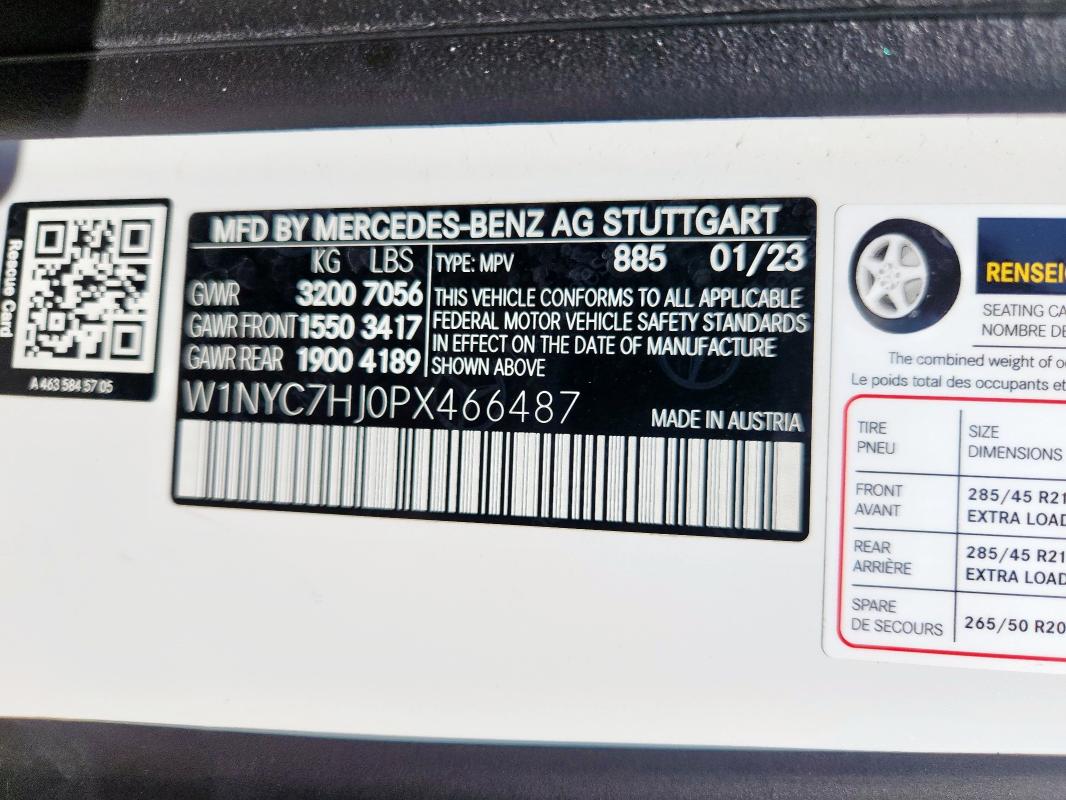 Rescue Card
A 463 584 57 05
MFD BY MERCEDES-BENZ AG STUTTGART
KG LBS
GVWR 3200 7056
GAWR FRONT 1550 3417
GAWR REAR 1900 4189
TYPE: MPV 885 01/23
THIS VEHICLE CONFORMS TO ALL APPLICABLE
FEDERAL MOTOR VEHICLE SAFETY STANDARDS
IN EFFECT ON THE DATE OF MANUFACTURE
SHOWN ABOVE
W1NYC7HJ0PX466487
MADE IN AUSTRIA
RENSEI
SEATING CA
NOMBRE DE
The combined weight of o
Le poids total des occupants et
TIRE
PNEU
SIZE
DIMENSIONS
FRONT
AVANT
285/45 R21
EXTRA LOAD
REAR
ARRIÈRE
285/45 R21
EXTRA LOAD
SPARE
DE SECOURS
265/50 R20